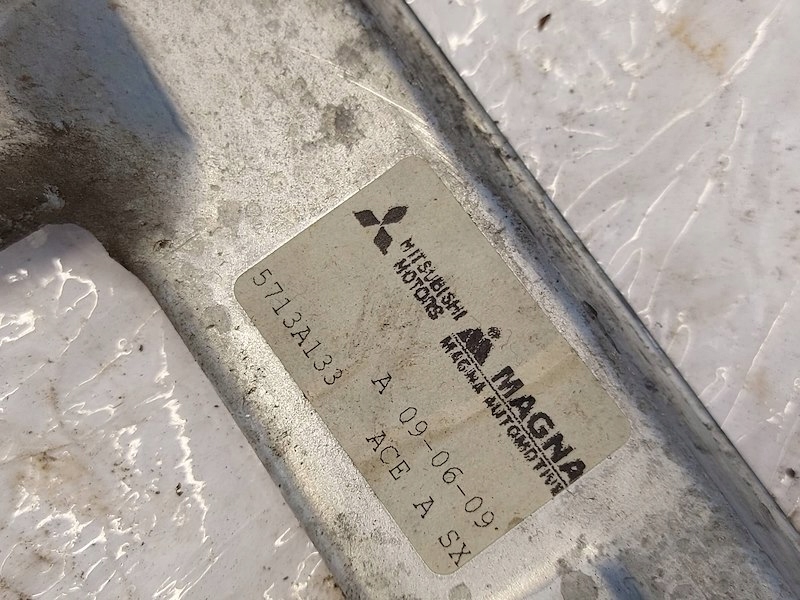 MITSUBISHI
MOTORS
MAGNA
MAGNA AUTOMOTIVE
5713A133
A 09-06-09
ACE A SX